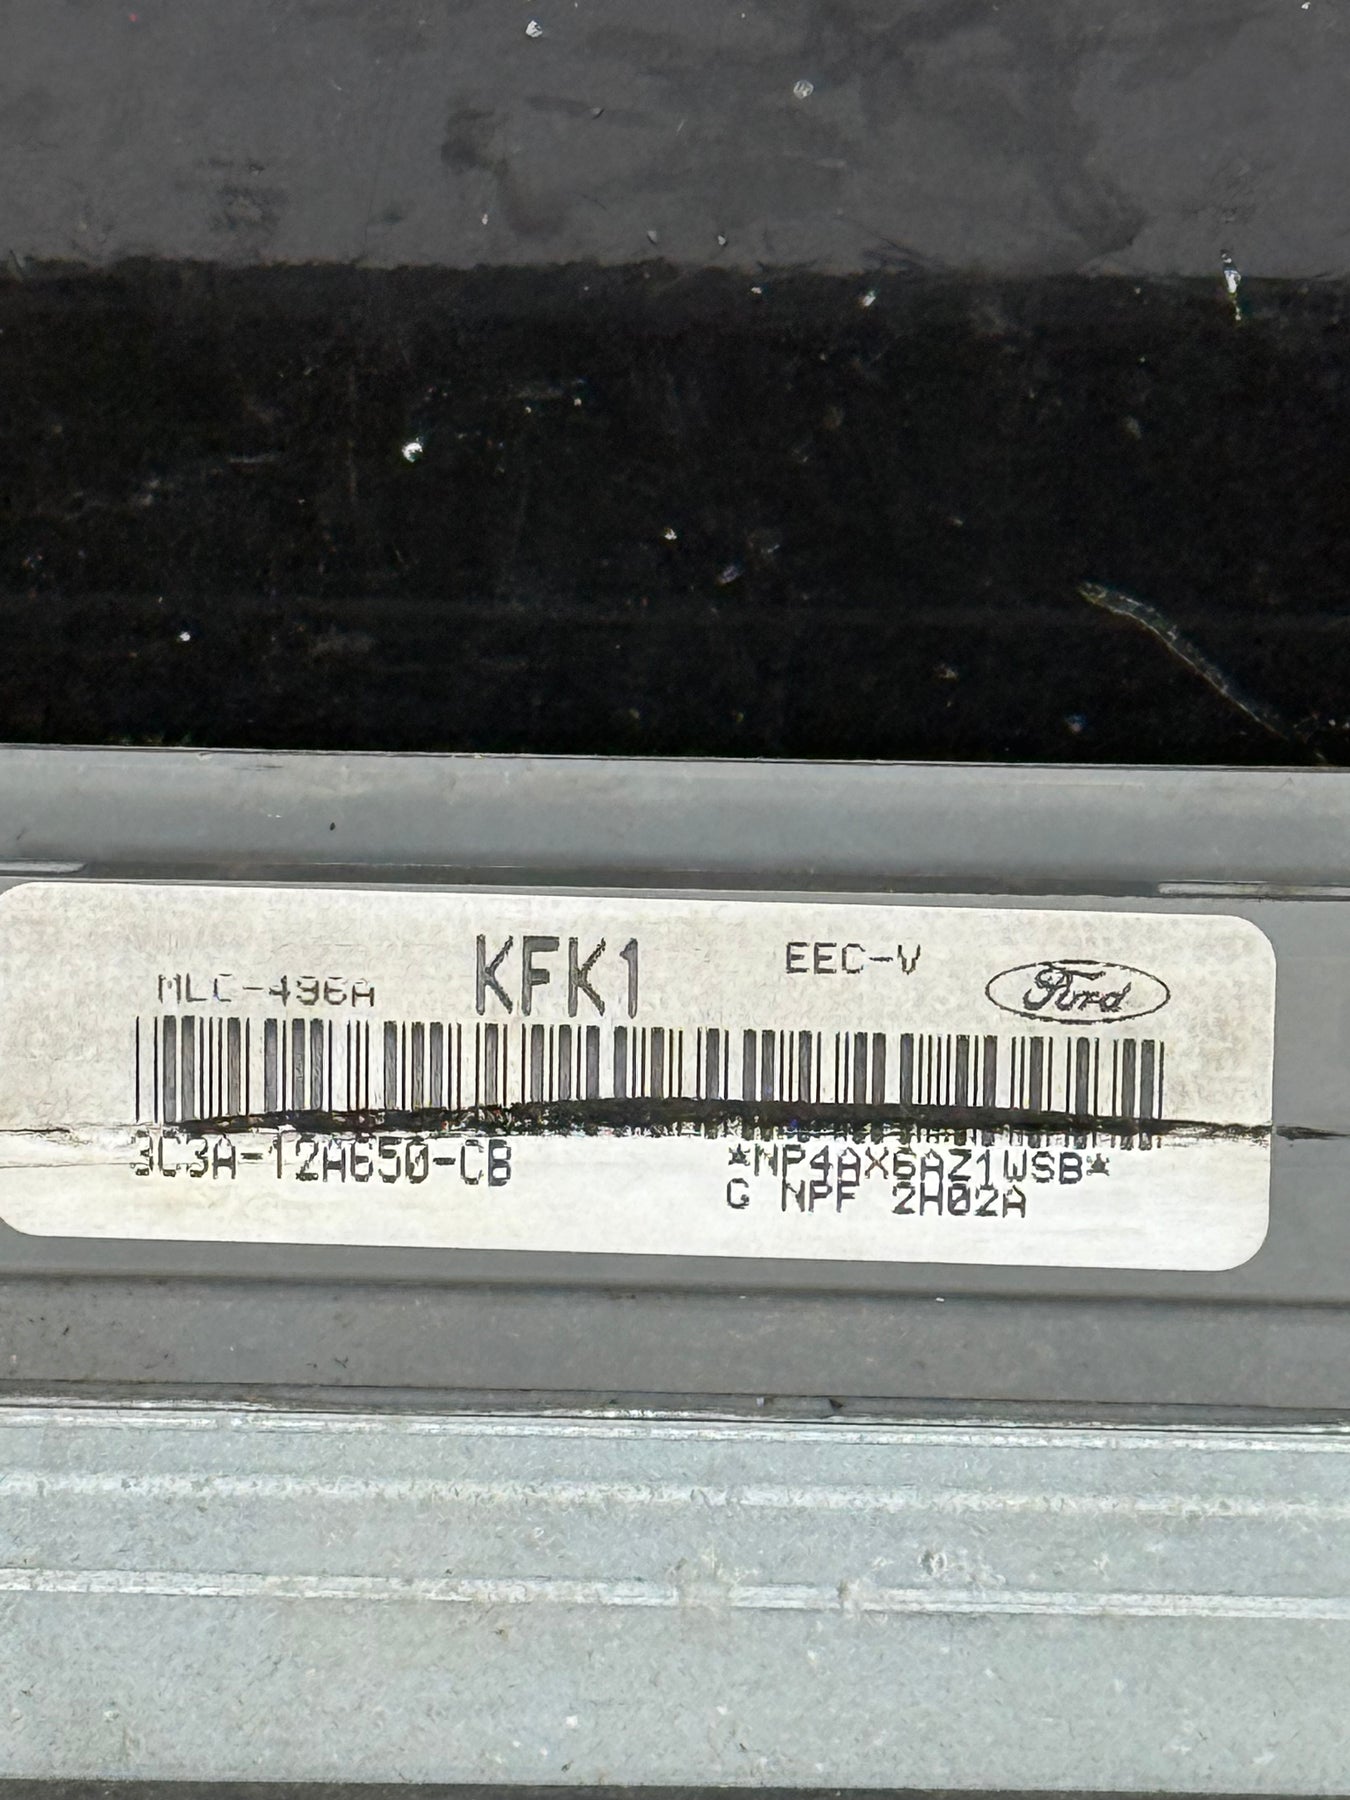 KFK1
EEC-V
Ford
MLC-496A
3C3A-12A650-CB
*NP4AX6AZ1WSB*
G NPF 2H02A